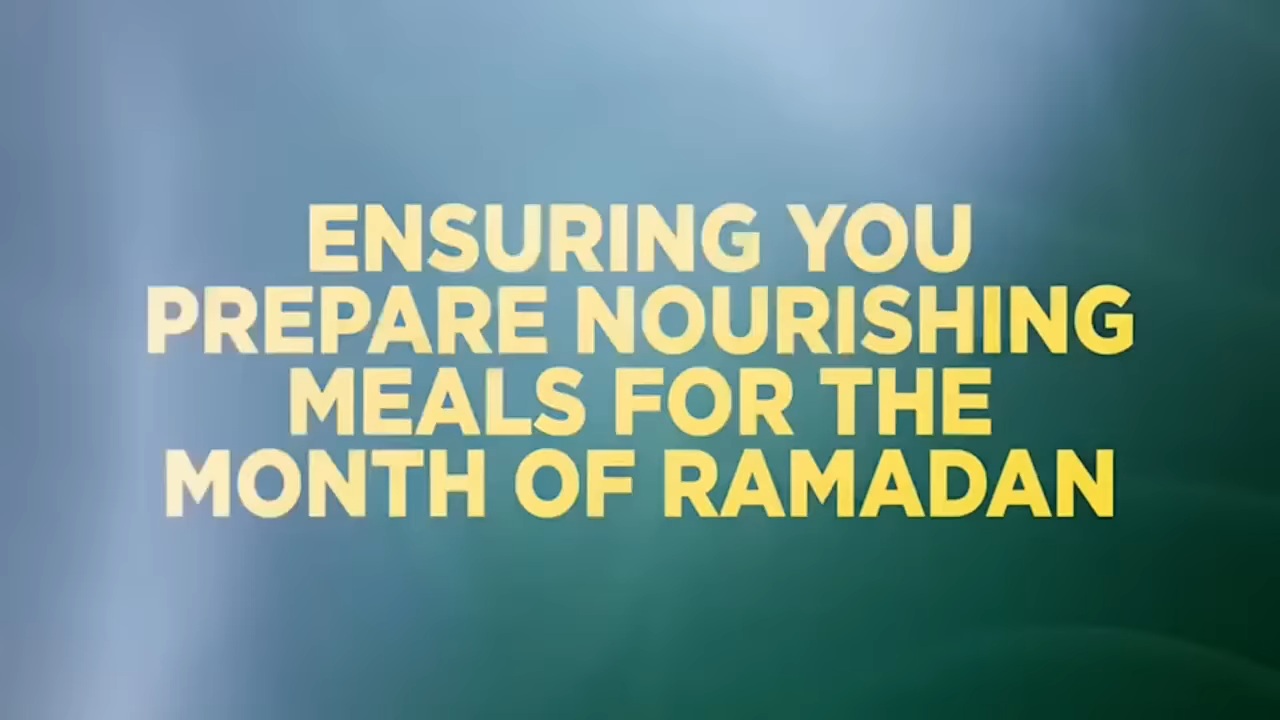 ENSURING YOU
PREPARE NOURISHING
MEALS FOR THE
MONTH OF RAMADAN